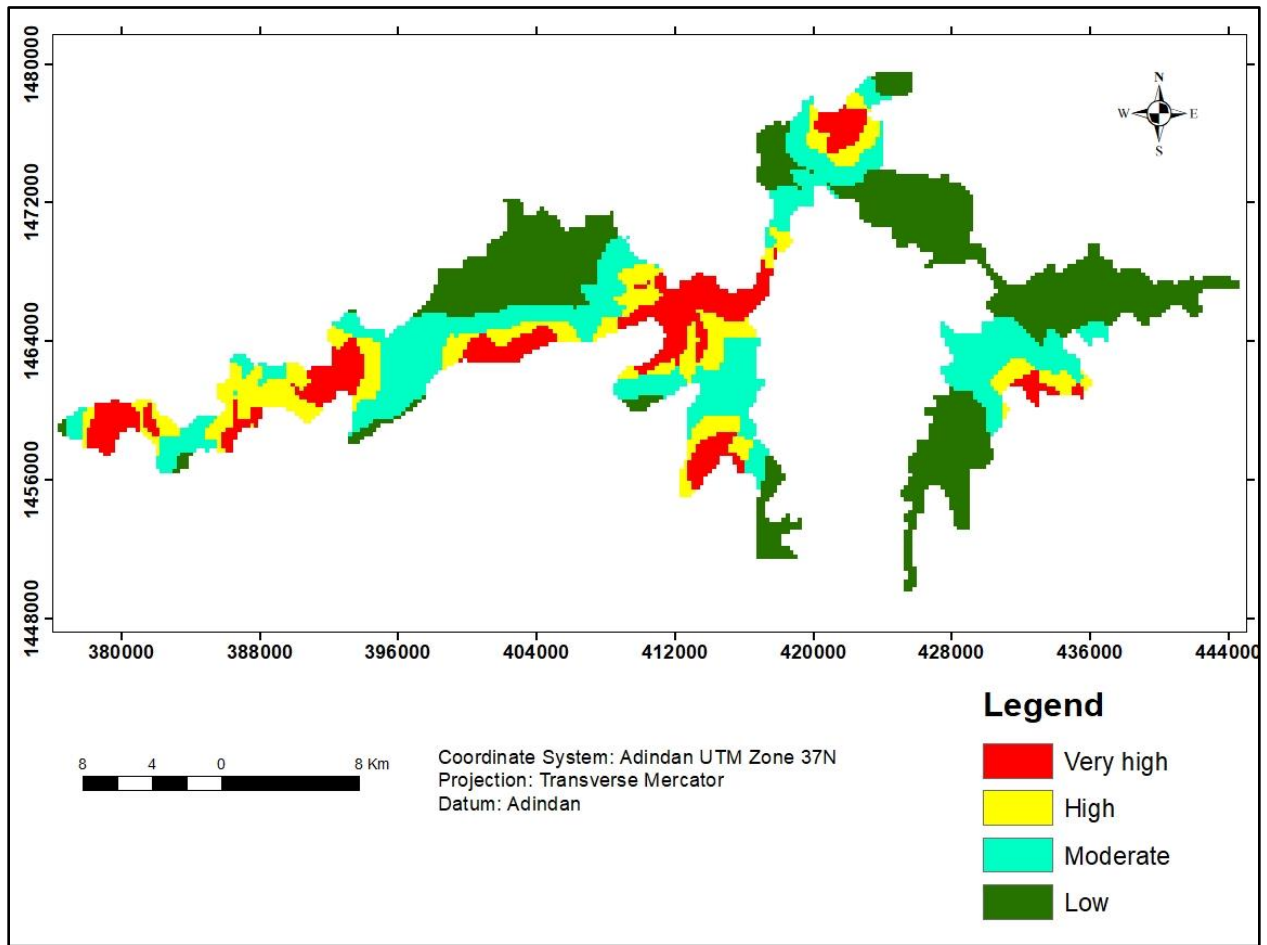 1480000
1472000
1464000
1456000
1448000
N
W E
S
380000 388000 396000 404000 412000 420000 428000 436000 444000
Legend
Very high
High
Moderate
Low
8 4 0 8 Km
Coordinate System: Adindan UTM Zone 37N
Projection: Transverse Mercator
Datum: Adindan